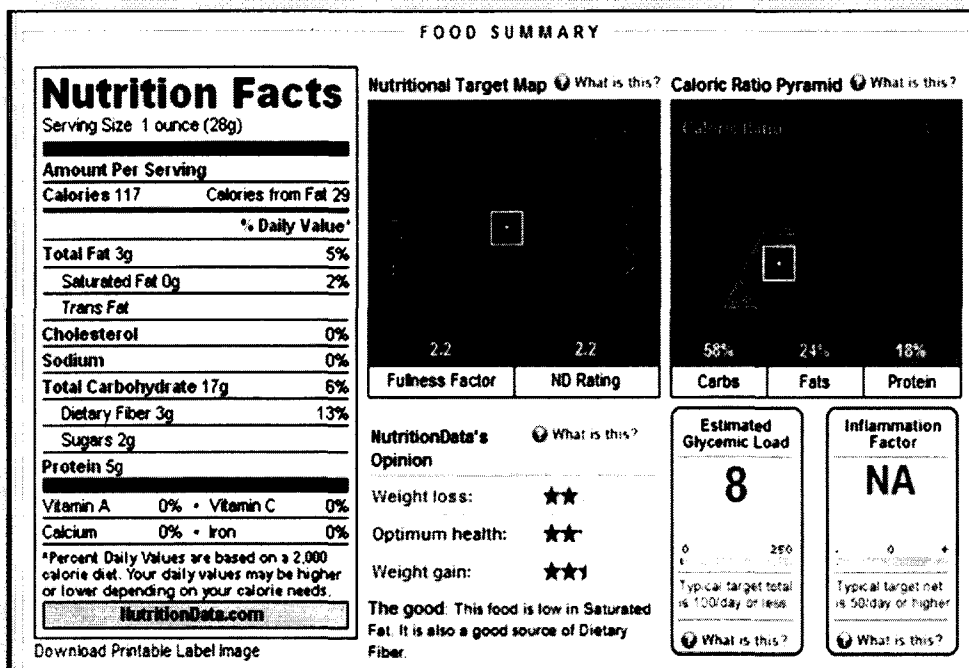 FOOD SUMMARY
Nutrition Facts
Serving Size 1 ounce (28g)
Amount Per Serving
Calories 117 Calories from Fat 29
% Daily Value*
Total Fat 3g 5%
Saturated Fat 0g 2%
Trans Fat
Cholesterol 0%
Sodium 0%
Total Carbohydrate 17g 6%
Dietary Fiber 3g 13%
Sugars 2g
Protein 5g
Vitamin A 0% • Vitamin C 0%
Calcium 0% • Iron 0%
*Percent Daily Values are based on a 2,000
calorie diet. Your daily values may be higher
or lower depending on your calorie needs.
NutritionData.com
Download Printable Label Image
Nutritional Target Map What is this?
2.2 2.2
Fullness Factor ND Rating
Caloric Ratio Pyramid What is this?
Caloric Ratio
58% 24% 18%
Carbs Fats Protein
NutritionData's What is this?
Opinion
Weight loss: ★★
Optimum health: ★★
Weight gain: ★★
The good: This food is low in Saturated
Fat. It is also a good source of Dietary
Fiber.
Estimated
Glycemic Load
8
0 250
Typical target total
is 100/day or less
What is this?
Inflammation
Factor
NA
- 0 +
Typical target net
is 50/day or higher
What is this?